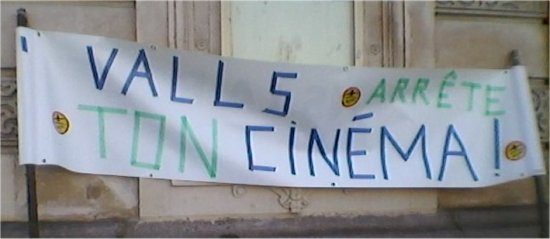 VALLS ARRÊTE
TON CINÉMA !